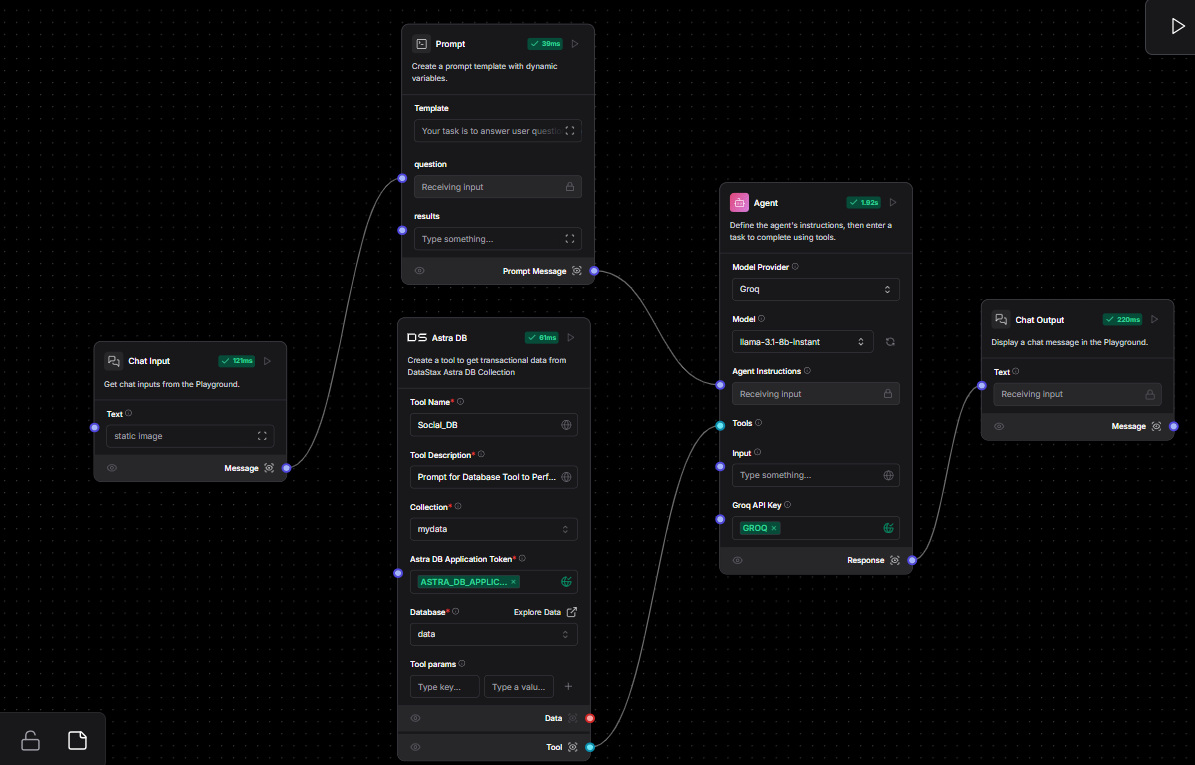 Prompt
39ms
Create a prompt template with dynamic
variables.
Template
Your task is to answer user questio
question
Receiving input
results
Type something...
Prompt Message
Chat Input
121ms
Get chat inputs from the Playground.
Text
static image
Message
DS Astra DB
61ms
Create a tool to get transactional data from
DataStax Astra DB Collection
Tool Name*
Social_DB
Tool Description*
Prompt for Database Tool to Perf...
Collection*
mydata
Astra DB Application Token*
ASTRA_DB_APPLIC... ×
Database*
Explore Data
data
Tool params
Type key...
Type a valu...
Data
Tool
Agent
1.02s
Define the agent's instructions, then enter a
task to complete using tools.
Model Provider
Groq
Model
llama-3.1-8b-instant
Agent Instructions
Receiving input
Tools
Input
Type something...
Groq API Key
GROQ ×
Response
Chat Output
220ms
Display a chat message in the Playground.
Text
Receiving input
Message